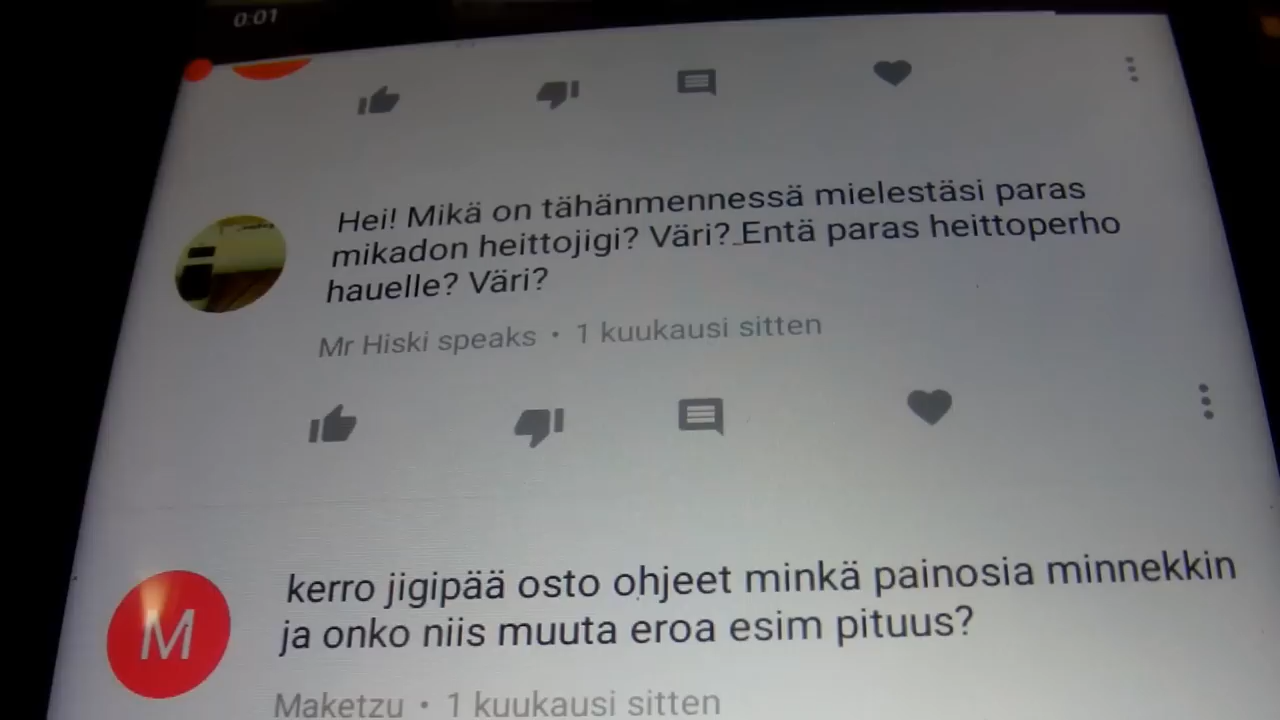 0:01
Hei! Mikä on tähänmennessä mielestäsi paras
mikadon heittojigi? Väri? Entä paras heittoperho
hauelle? Väri?
Mr Hiski speaks · 1 kuukausi sitten
M
kerro jigipää osto ohjeet minkä painosia minnekkin
ja onko niis muuta eroa esim pituus?
Maketzu · 1 kuukausi sitten